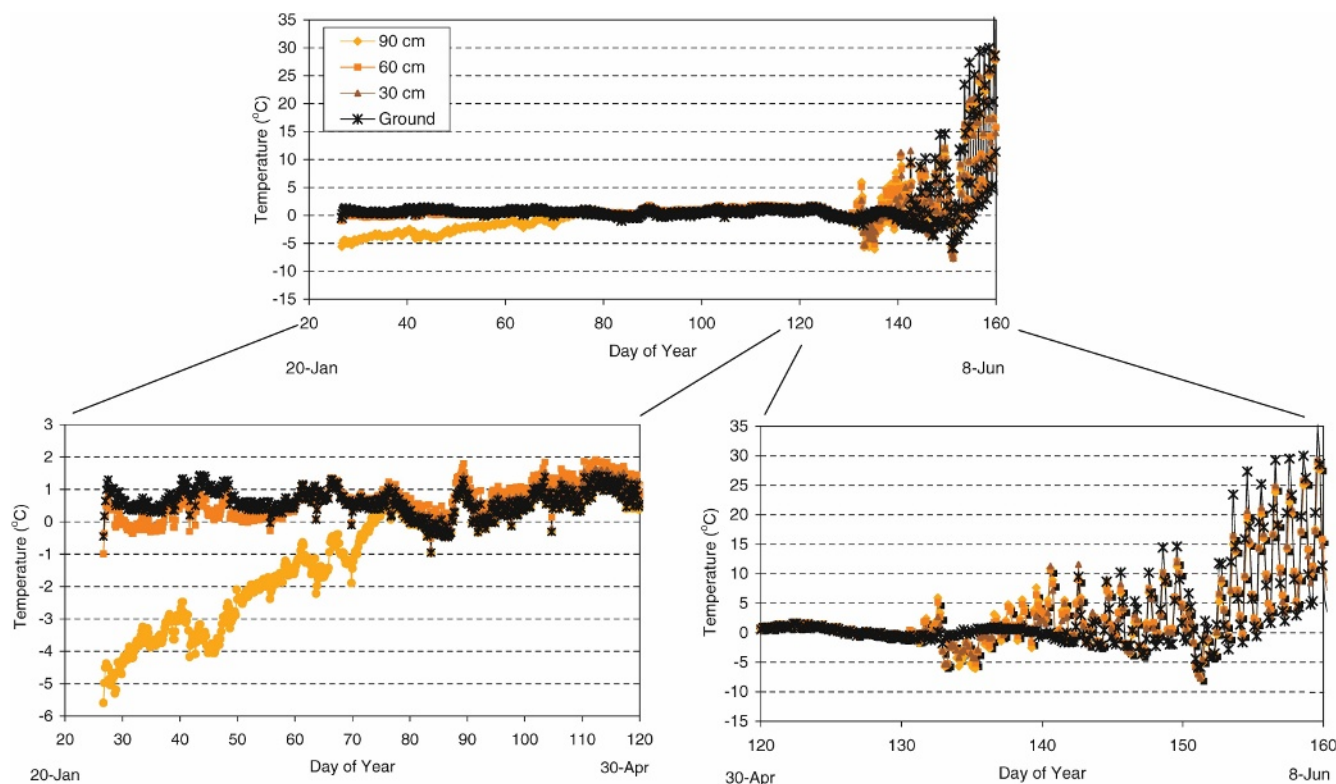 35
30
25
20
15
10
5
0
-5
-10
-15
Temperature (°C)
90 cm
60 cm
30 cm
Ground
20 40 60 80 100 120 140 160
Day of Year
20-Jan 8-Jun
3
2
1
0
-1
-2
-3
-4
-5
-6
Temperature (°C)
20 30 40 50 60 70 80 90 100 110 120
20-Jan Day of Year 30-Apr
35
30
25
20
15
10
5
0
-5
-10
-15
Temperature (°C)
120 130 140 150 160
30-Apr Day of Year 8-Jun